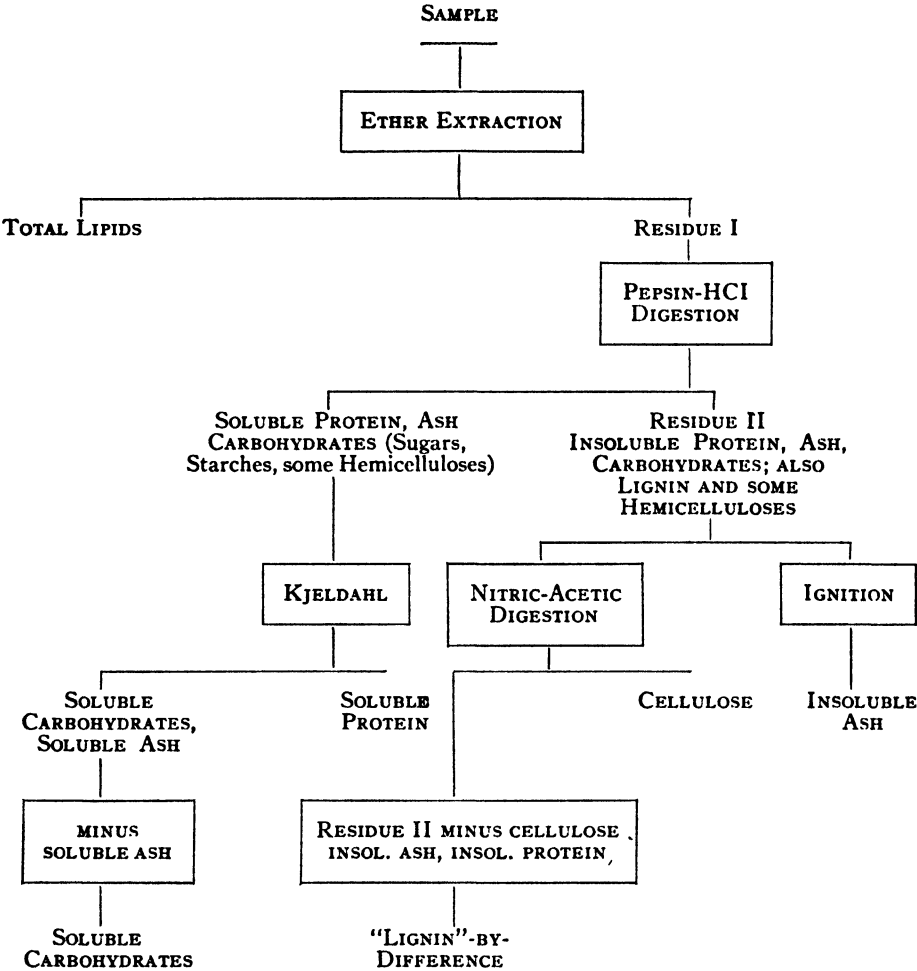 SAMPLE
ETHER EXTRACTION
TOTAL LIPIDS
RESIDUE I
PEPSIN-HCI
DIGESTION
SOLUBLE PROTEIN, ASH
CARBOHYDRATES (Sugars,
Starches, some Hemicelluloses)
RESIDUE II
INSOLUBLE PROTEIN, ASH,
CARBOHYDRATES; ALSO
LIGNIN AND SOME
HEMICELLULOSES
KJELDAHL
NITRIC-ACETIC
DIGESTION
IGNITION
SOLUBLE
CARBOHYDRATES,
SOLUBLE ASH
SOLUBLE
PROTEIN
CELLULOSE
INSOLUBLE
ASH
MINUS
SOLUBLE ASH
RESIDUE II MINUS CELLULOSE
INSOL. ASH, INSOL. PROTEIN,
SOLUBLE
CARBOHYDRATES
"LIGNIN"-BY-
DIFFERENCE